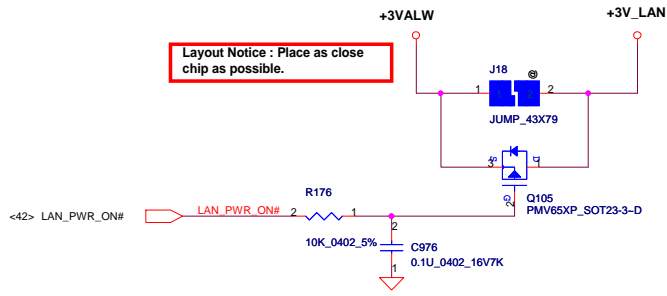 +3VALW
+3V_LAN
Layout Notice : Place as close
chip as possible.
J18
@
1
2
JUMP_43X79
S
D
3
1
G
2
Q105
PMV65XP_SOT23-3~D
R176
<42> LAN_PWR_ON#
LAN_PWR_ON#
2
1
10K_0402_5%
2
C976
0.1U_0402_16V7K
1